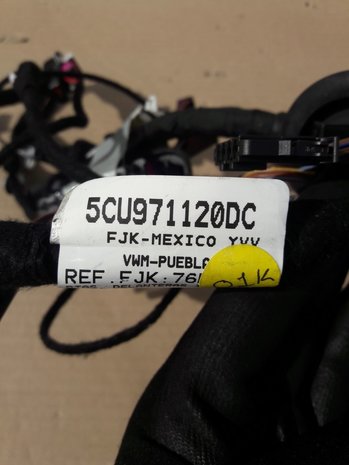 5CU971120DC
FJK-MEXICO YVV
VWM-PUEBLA
REF.FJK:76
01K